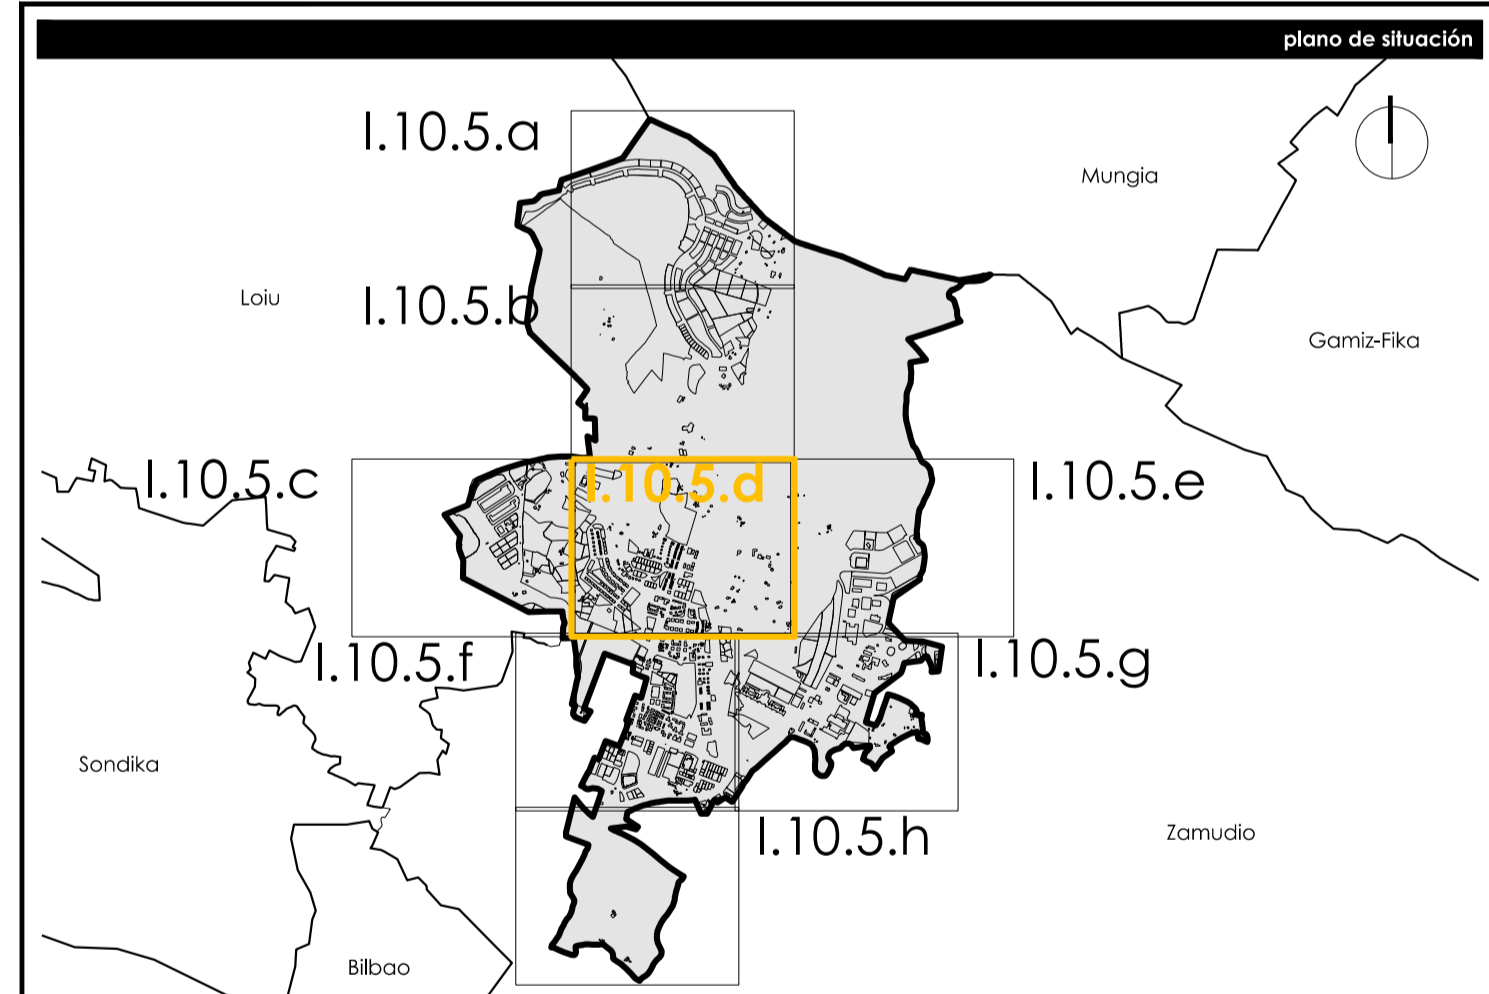 plano de situación
I.10.5.a
Mungia
Loiu
I.10.5.b
Gamiz-Fika
I.10.5.c
I.10.5.d
I.10.5.e
I.10.5.f
I.10.5.g
Sondika
Zamudio
I.10.5.h
Bilbao